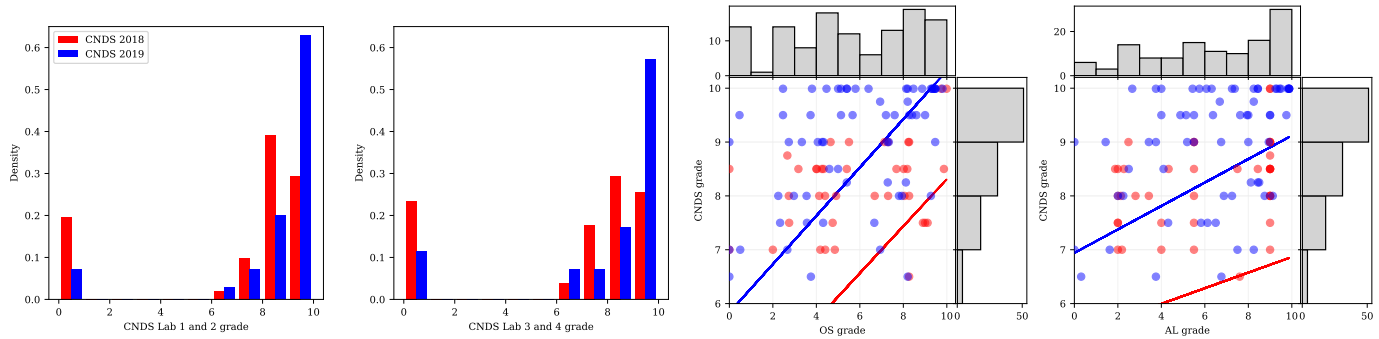 CNDS 2018
CNDS 2019
Density
0.0 0.1 0.2 0.3 0.4 0.5 0.6
0 2 4 6 8 10
CNDS Lab 1 and 2 grade
Density
0.0 0.1 0.2 0.3 0.4 0.5 0.6
0 2 4 6 8 10
CNDS Lab 3 and 4 grade
0 10
CNDS grade
6 7 8 9 10
0 2 4 6 8 10
OS grade
0 50
0 20
CNDS grade
6 7 8 9 10
0 2 4 6 8 10
AL grade
0 50